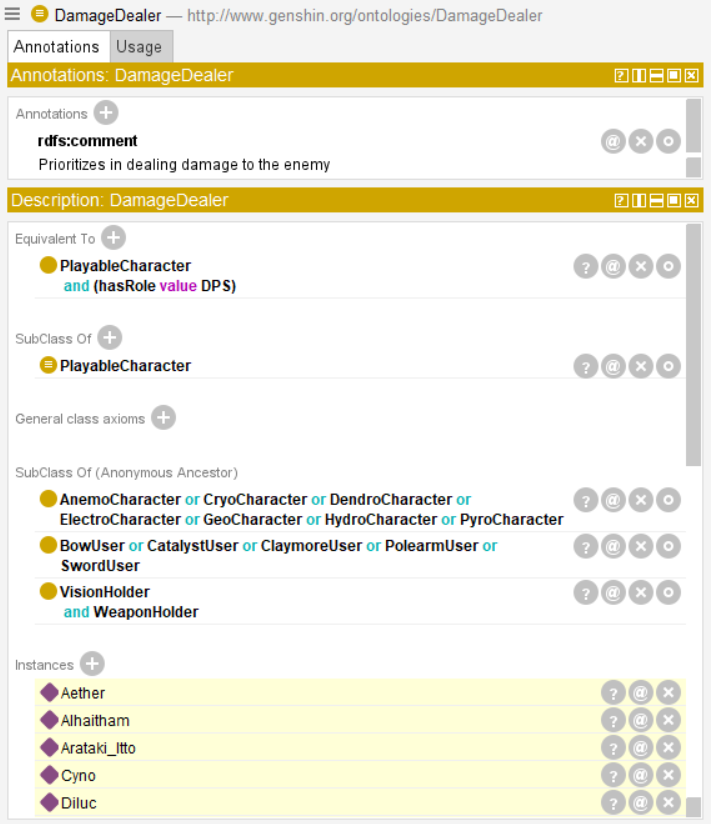 DamageDealer — http://www.genshin.org/ontologies/DamageDealer
Annotations Usage
Annotations: DamageDealer
Annotations
rdfs:comment
Prioritizes in dealing damage to the enemy
Description: DamageDealer
Equivalent To
PlayableCharacter
and (hasRole value DPS)
SubClass Of
PlayableCharacter
General class axioms
SubClass Of (Anonymous Ancestor)
AnemoCharacter or CryoCharacter or DendroCharacter or
ElectroCharacter or GeoCharacter or HydroCharacter or PyroCharacter
BowUser or CatalystUser or ClaymoreUser or PolearmUser or
SwordUser
VisionHolder
and WeaponHolder
Instances
Aether
Alhaitham
Arataki_Itto
Cyno
Diluc